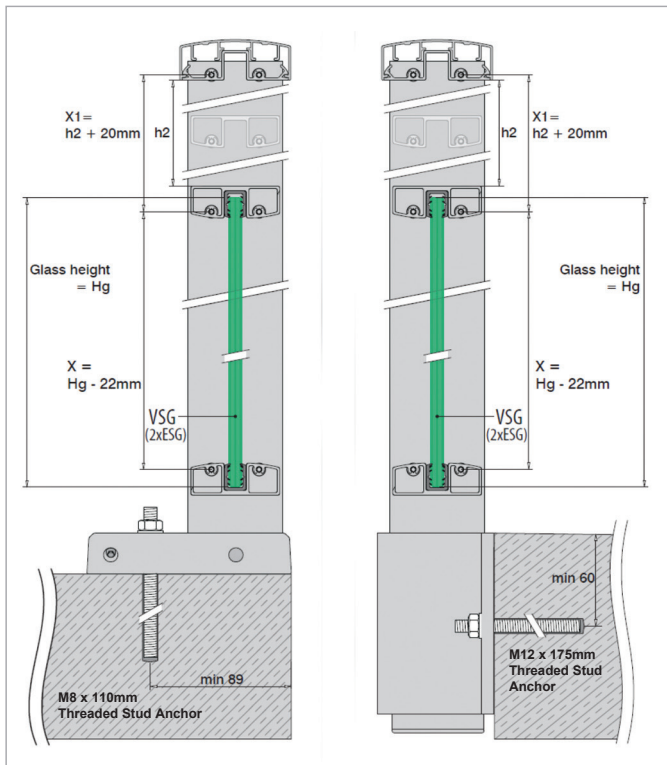 X1=
h2 + 20mm
h2
Glass height
= Hg
X =
Hg - 22mm
VSG
(2xESG)
min 89
M8 x 110mm
Threaded Stud Anchor
h2
X1=
h2 + 20mm
Glass height
= Hg
X =
Hg - 22mm
VSG
(2xESG)
min 60
M12 x 175mm
Threaded Stud
Anchor